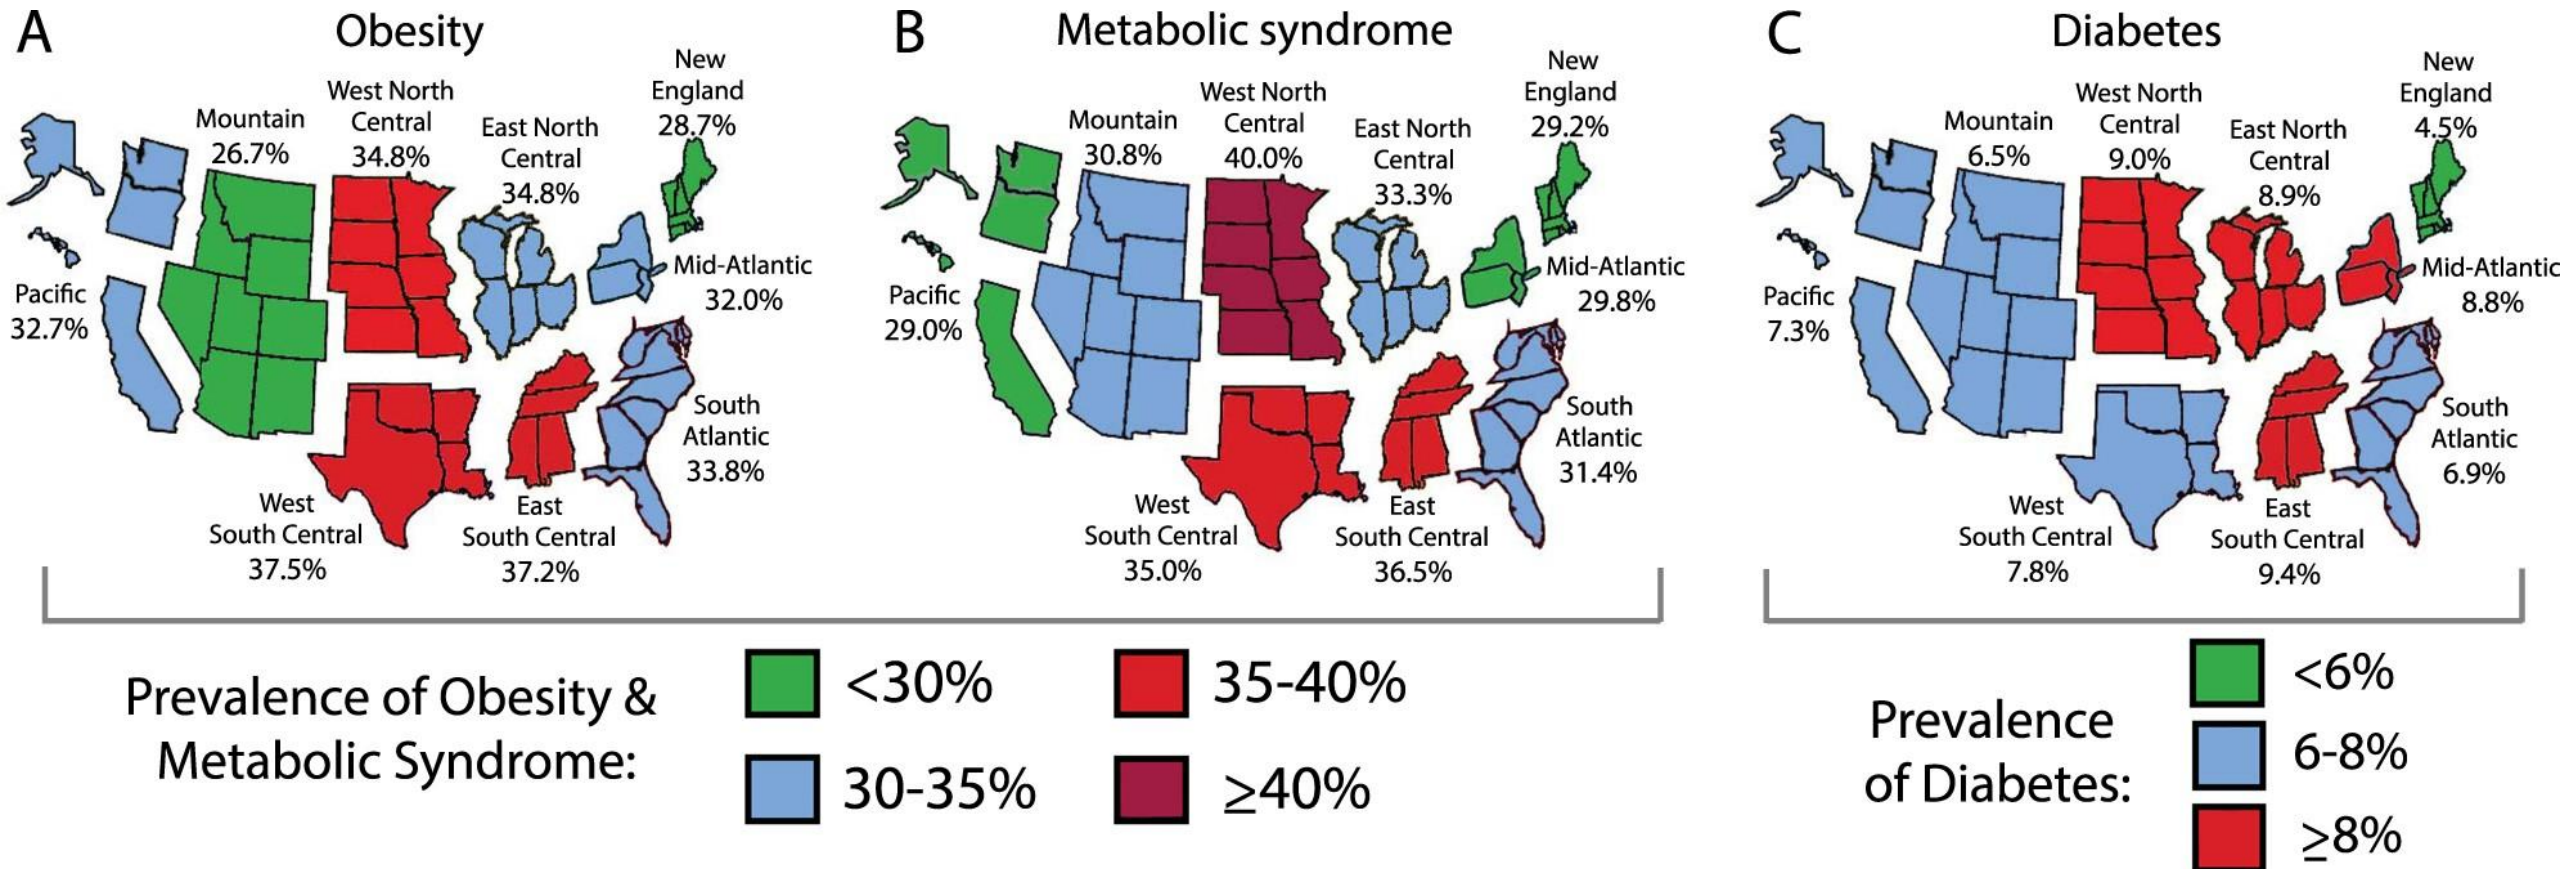 A
Obesity
New
England
28.7%
West North
Central
34.8%
Mountain
26.7%
East North
Central
34.8%
Mid-Atlantic
32.0%
Pacific
32.7%
South
Atlantic
33.8%
West
South Central
37.5%
East
South Central
37.2%
B
Metabolic syndrome
New
England
29.2%
West North
Central
40.0%
Mountain
30.8%
East North
Central
33.3%
Mid-Atlantic
29.8%
Pacific
29.0%
South
Atlantic
31.4%
West
South Central
35.0%
East
South Central
36.5%
C
Diabetes
New
England
4.5%
West North
Central
9.0%
Mountain
6.5%
East North
Central
8.9%
Mid-Atlantic
8.8%
Pacific
7.3%
South
Atlantic
6.9%
West
South Central
7.8%
East
South Central
9.4%
Prevalence of Obesity &
Metabolic Syndrome:
<30%
35-40%
30-35%
≥40%
Prevalence
of Diabetes:
<6%
6-8%
≥8%